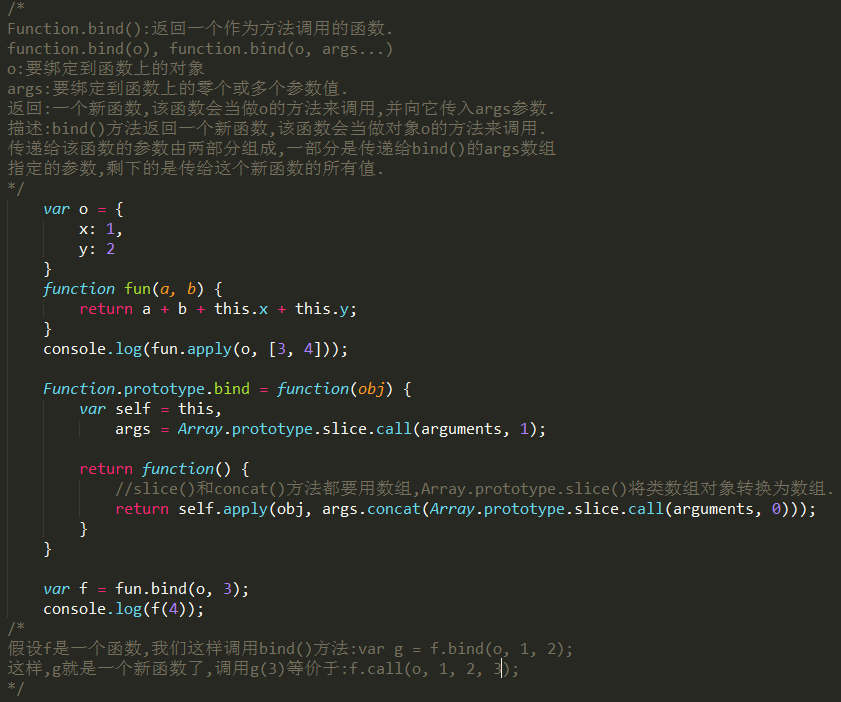 /*
Function.bind():返回一个作为方法调用的函数.
function.bind(o), function.bind(o, args...)
o:要绑定到函数上的对象
args:要绑定到函数上的零个或多个参数值.
返回:一个新函数,该函数会当做o的方法来调用,并向它传入args参数.
描述:bind()方法返回一个新函数,该函数会当做对象o的方法来调用.
传递给该函数的参数由两部分组成,一部分是传递给bind()的args数组
指定的参数,剩下的是传给这个新函数的所有值.
*/
    var o = {
        x: 1,
        y: 2
    }
    function fun(a, b) {
        return a + b + this.x + this.y;
    }
    console.log(fun.apply(o, [3, 4]));

    Function.prototype.bind = function(obj) {
        var self = this,
            args = Array.prototype.slice.call(arguments, 1);

        return function() {
            //slice()和concat()方法都要用数组,Array.prototype.slice()将类数组对象转换为数组.
            return self.apply(obj, args.concat(Array.prototype.slice.call(arguments, 0)));
        }
    }

    var f = fun.bind(o, 3);
    console.log(f(4));
/*
假设f是一个函数,我们这样调用bind()方法:var g = f.bind(o, 1, 2);
这样,g就是一个新函数了,调用g(3)等价于:f.call(o, 1, 2, 3);
*/